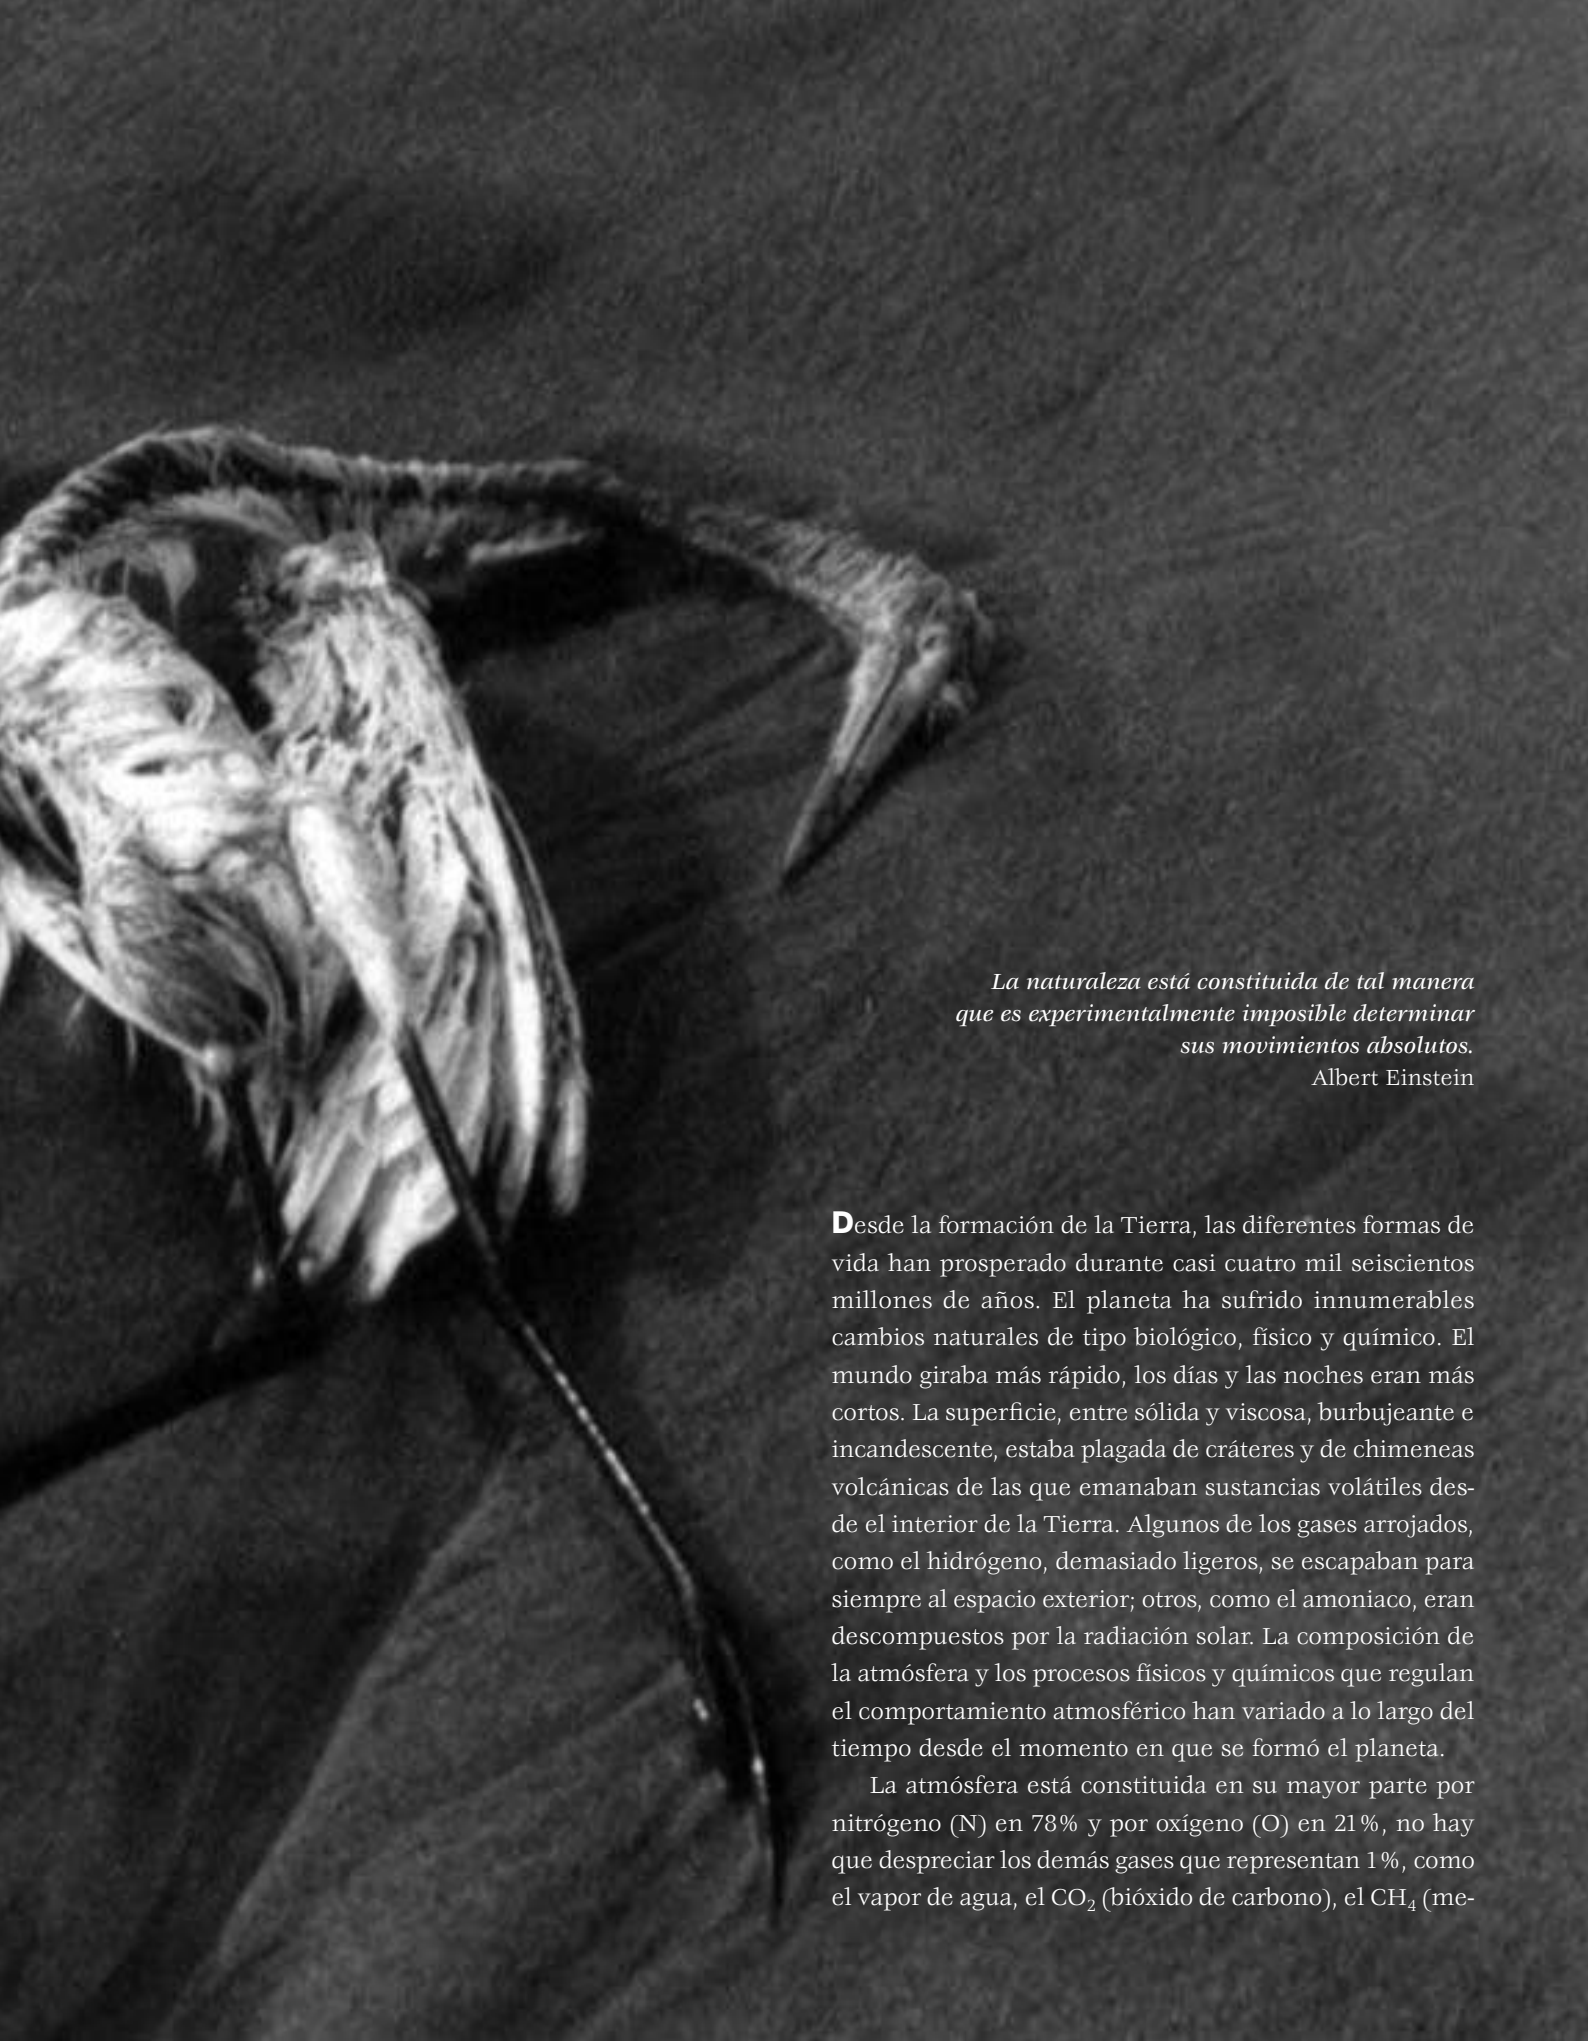 La naturaleza está constituida de tal manera
que es experimentalmente imposible determinar
sus movimientos absolutos.
Albert Einstein
Desde la formación de la Tierra, las diferentes formas de
vida han prosperado durante casi cuatro mil seiscientos
millones de años. El planeta ha sufrido innumerables
cambios naturales de tipo biológico, físico y químico. El
mundo giraba más rápido, los días y las noches eran más
cortos. La superficie, entre sólida y viscosa, burbujeante e
incandescente, estaba plagada de cráteres y de chimeneas
volcánicas de las que emanaban sustancias volátiles des-
de el interior de la Tierra. Algunos de los gases arrojados,
como el hidrógeno, demasiado ligeros, se escapaban para
siempre al espacio exterior; otros, como el amoniaco, eran
descompuestos por la radiación solar. La composición de
la atmósfera y los procesos físicos y químicos que regulan
el comportamiento atmosférico han variado a lo largo del
tiempo desde el momento en que se formó el planeta.
La atmósfera está constituida en su mayor parte por
nitrógeno (N) en 78% y por oxígeno (O) en 21%, no hay
que despreciar los demás gases que representan 1%, como
el vapor de agua, el CO₂ (bióxido de carbono), el CH₄ (me-